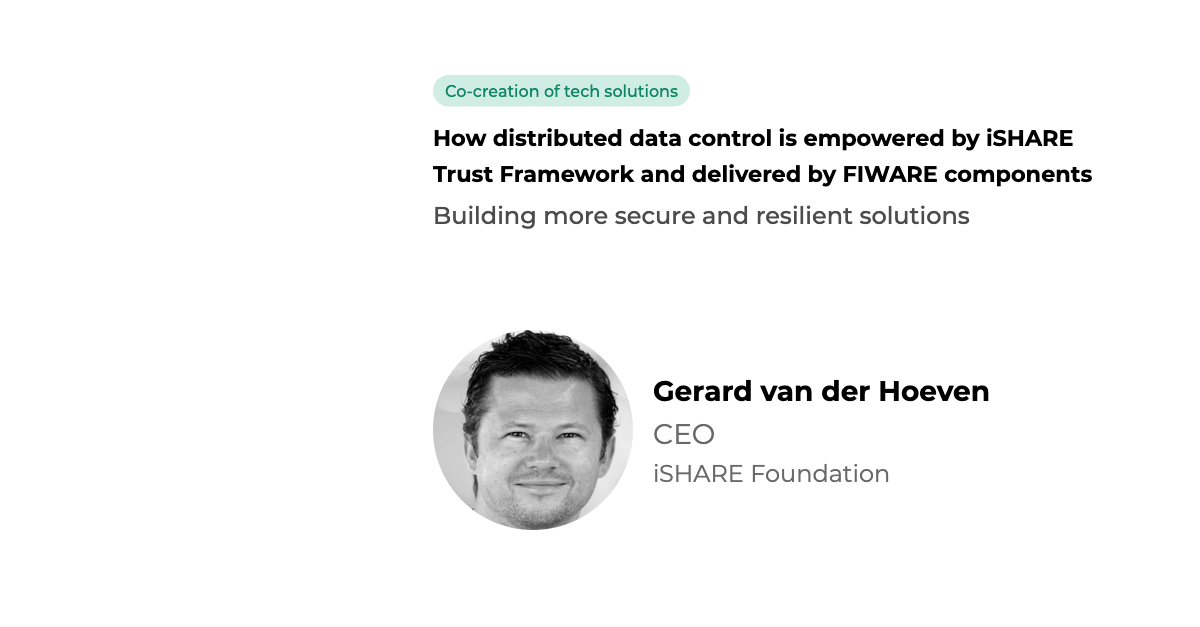 Co-creation of tech solutions
How distributed data control is empowered by iSHARE
Trust Framework and delivered by FIWARE components
Building more secure and resilient solutions
Gerard van der Hoeven
CEO
iSHARE Foundation